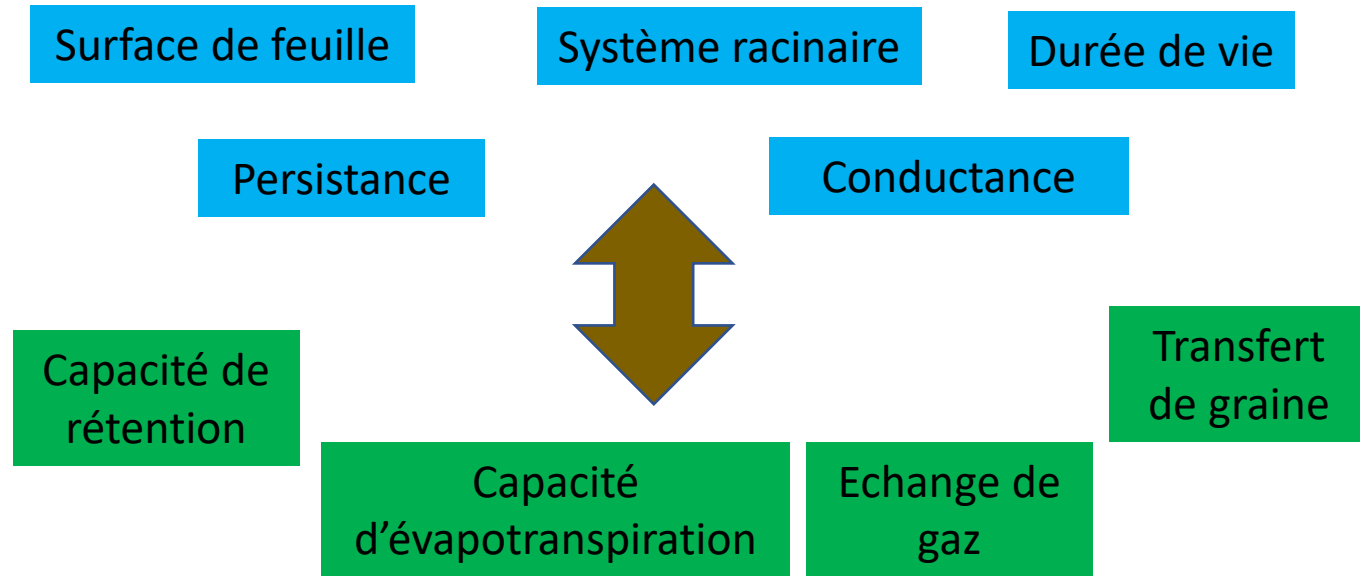 Surface de feuille
Système racinaire
Durée de vie
Persistance
Conductance
Capacité de
rétention
Transfert
de graine
Capacité
d’évapotranspiration
Echange de
gaz